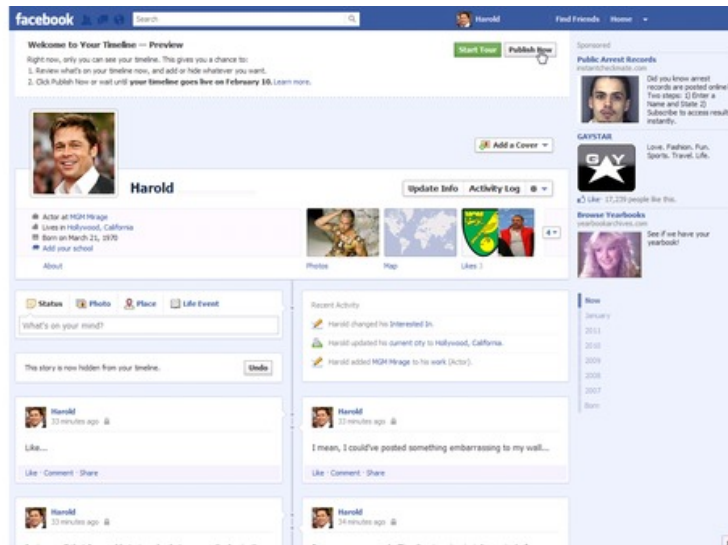 facebook
Search
Harold
Find Friends
Home
Welcome to Your Timeline — Preview
Right now, only you can see your timeline. This gives you a chance to:
1. Review what's on your timeline now, and add or hide whatever you want.
2. Click Publish Now or wait until your timeline goes live on February 10. Learn more.
Start Tour
Publish Now
Add a Cover
Harold
Update Info
Activity Log
Actor at MGM Mirage
Lives in Hollywood, California
Born on March 21, 1970
Add your school
About
Photos
Map
Likes 3
4
Status
Photo
Place
Life Event
What's on your mind?
This story is now hidden from your timeline.
Undo
Harold
33 minutes ago
Like...
Like · Comment · Share
Harold
33 minutes ago
Recent Activity
Harold changed his Interested In.
Harold updated his current city to Hollywood, California.
Harold added MGM Mirage to his work (Actor).
Harold
33 minutes ago
I mean, I could've posted something embarrassing to my wall...
Like · Comment · Share
Harold
34 minutes ago
Sponsored
Public Arrest Records
instantcheckmate.com
Did you know arrest
records are posted online!
Two steps: 1) Enter a
Name and State 2)
Subscribe to access result
instantly.
GAYSTAR
GAY
Love. Fashion. Fun.
Sports. Travel. Life.
Like · 17,239 people like this.
Browse Yearbooks
yearbookarchives.com
See if we have your
yearbook!
Now
January
2011
2010
2009
2008
2007
Born